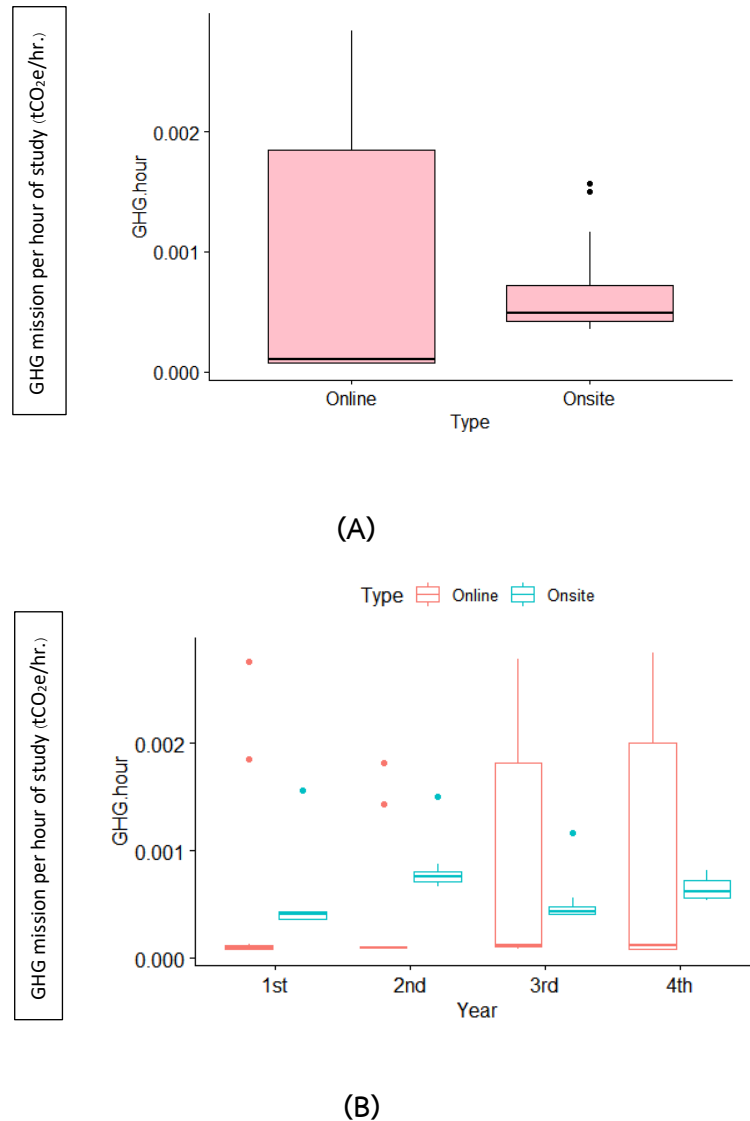 GHG mission per hour of study (tCO₂e/hr.)
GHG.hour
0.002
0.001
0.000
Online Onsite
Type
(A)
Type Online Onsite
GHG mission per hour of study (tCO₂e/hr.)
GHG.hour
0.002
0.001
0.000
1st 2nd 3rd 4th
Year
(B)